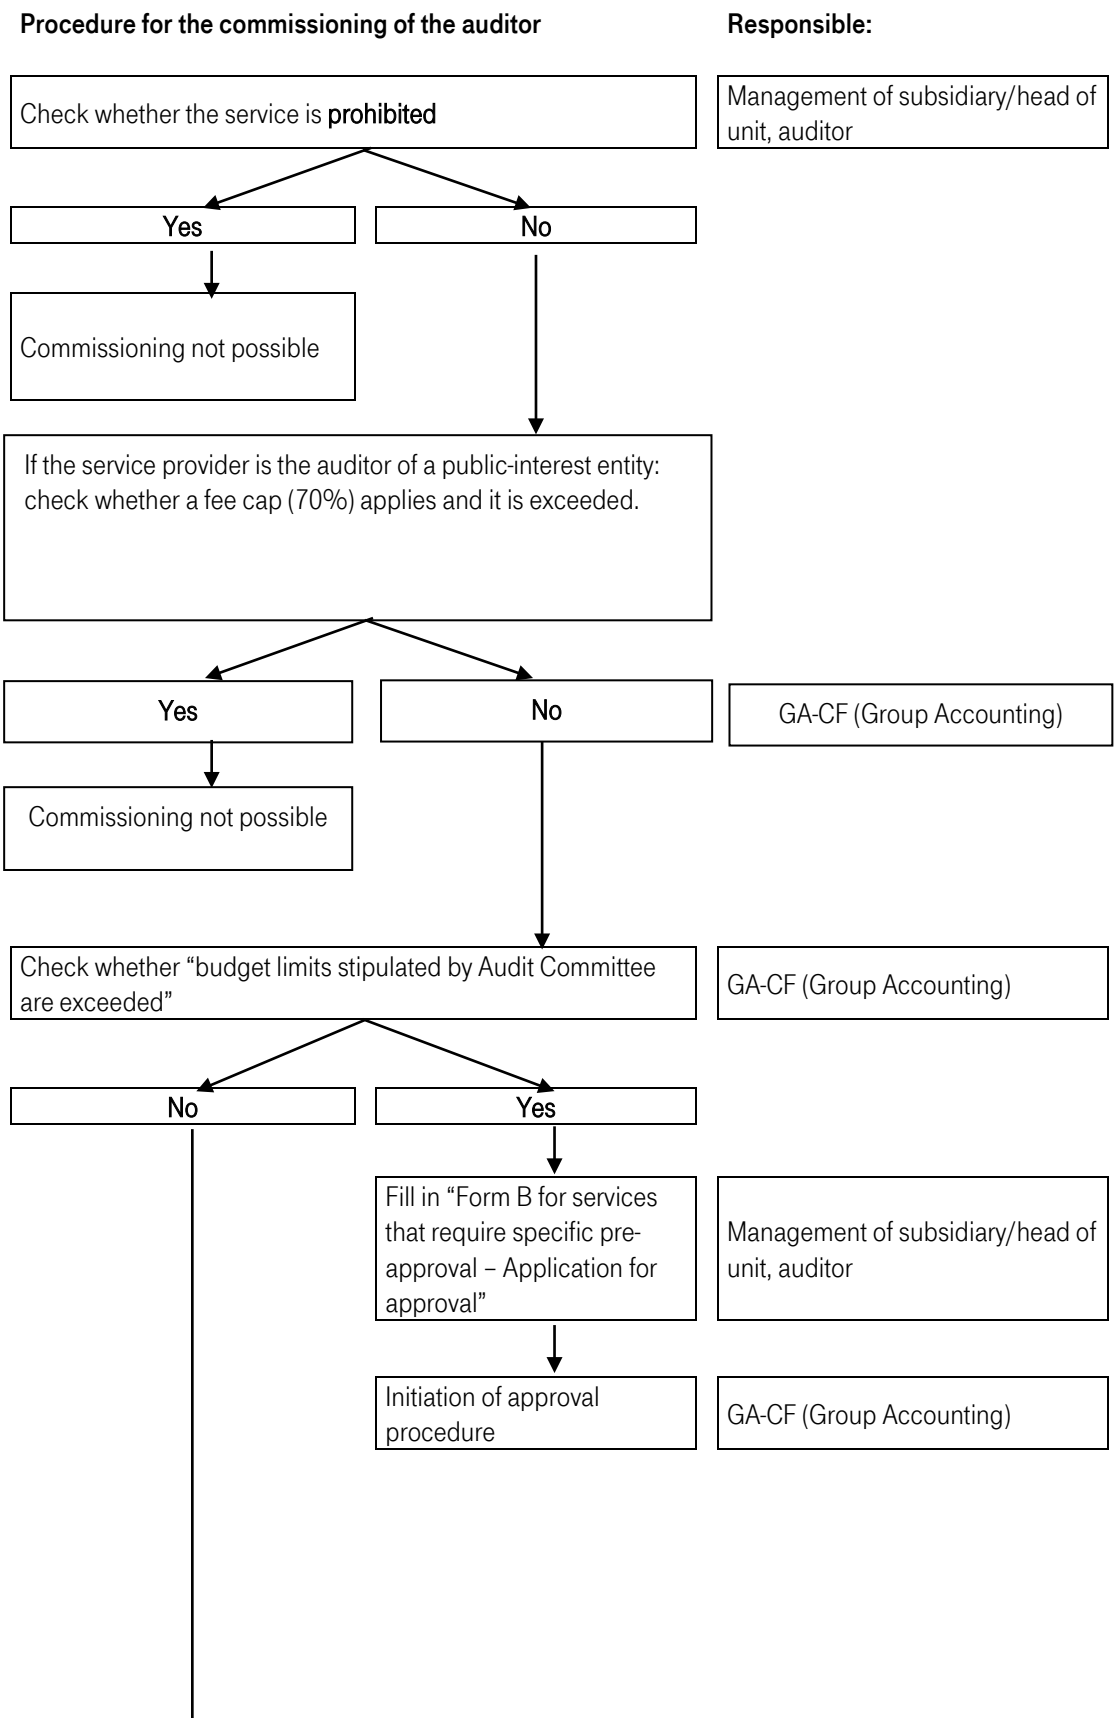 Procedure for the commissioning of the auditor
Responsible:
Check whether the service is prohibited
Management of subsidiary/head of
unit, auditor
Yes
No
Commissioning not possible
If the service provider is the auditor of a public-interest entity:
check whether a fee cap (70%) applies and it is exceeded.
Yes
No
GA-CF (Group Accounting)
Commissioning not possible
Check whether “budget limits stipulated by Audit Committee
are exceeded”
GA-CF (Group Accounting)
No
Yes
Fill in “Form B for services
that require specific pre-
approval – Application for
approval”
Management of subsidiary/head of
unit, auditor
Initiation of approval
procedure
GA-CF (Group Accounting)